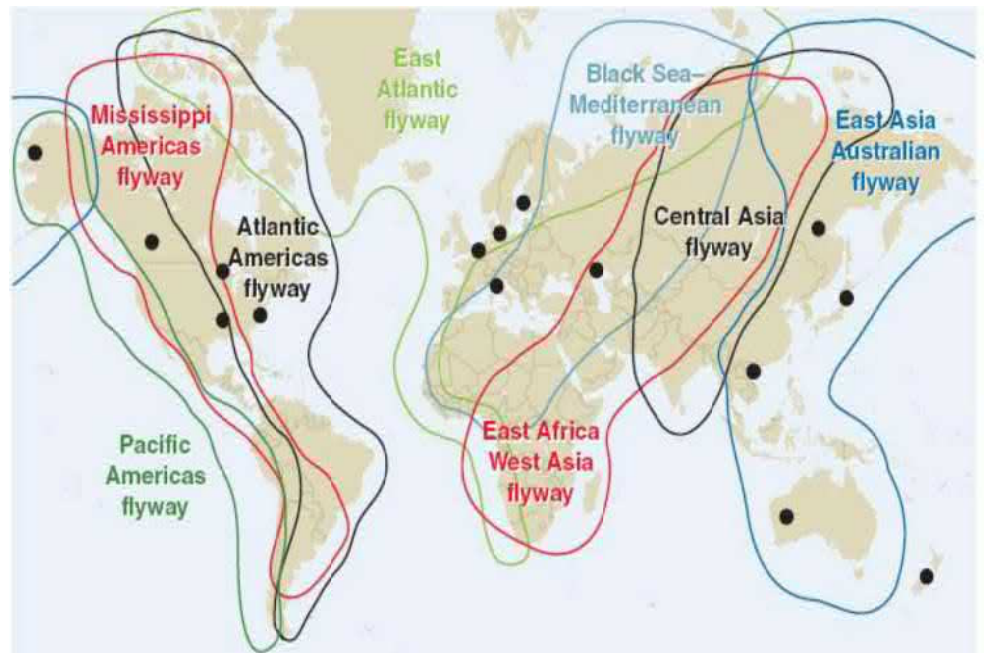 East
Atlantic
flyway
Black Sea–
Mediterranean
flyway
Mississippi
Americas
flyway
East Asia
Australian
flyway
Atlantic
Americas
flyway
Central Asia
flyway
Pacific
Americas
flyway
East Africa
West Asia
flyway